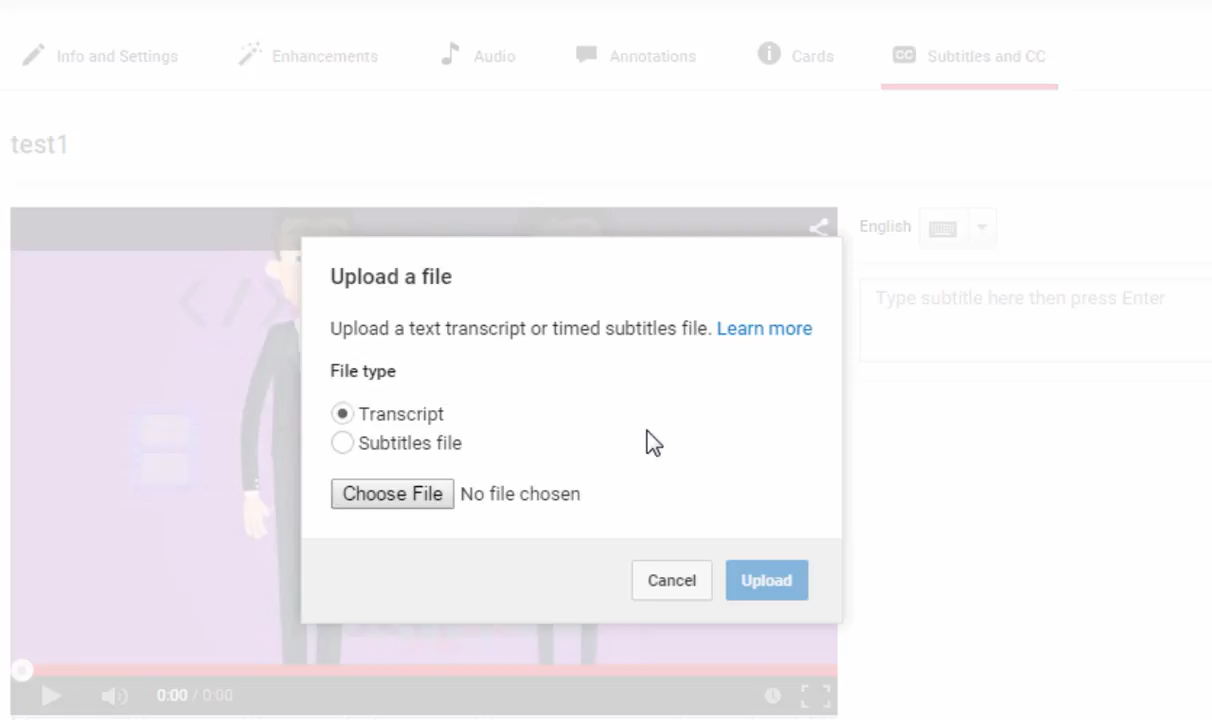 Info and Settings Enhancements Audio Annotations Cards CC Subtitles and CC
test1
English
Type subtitle here then press Enter
</>
Upload a file
Upload a text transcript or timed subtitles file. Learn more
File type
Transcript
Subtitles file
Choose File No file chosen
Cancel Upload
0:00 / 0:00